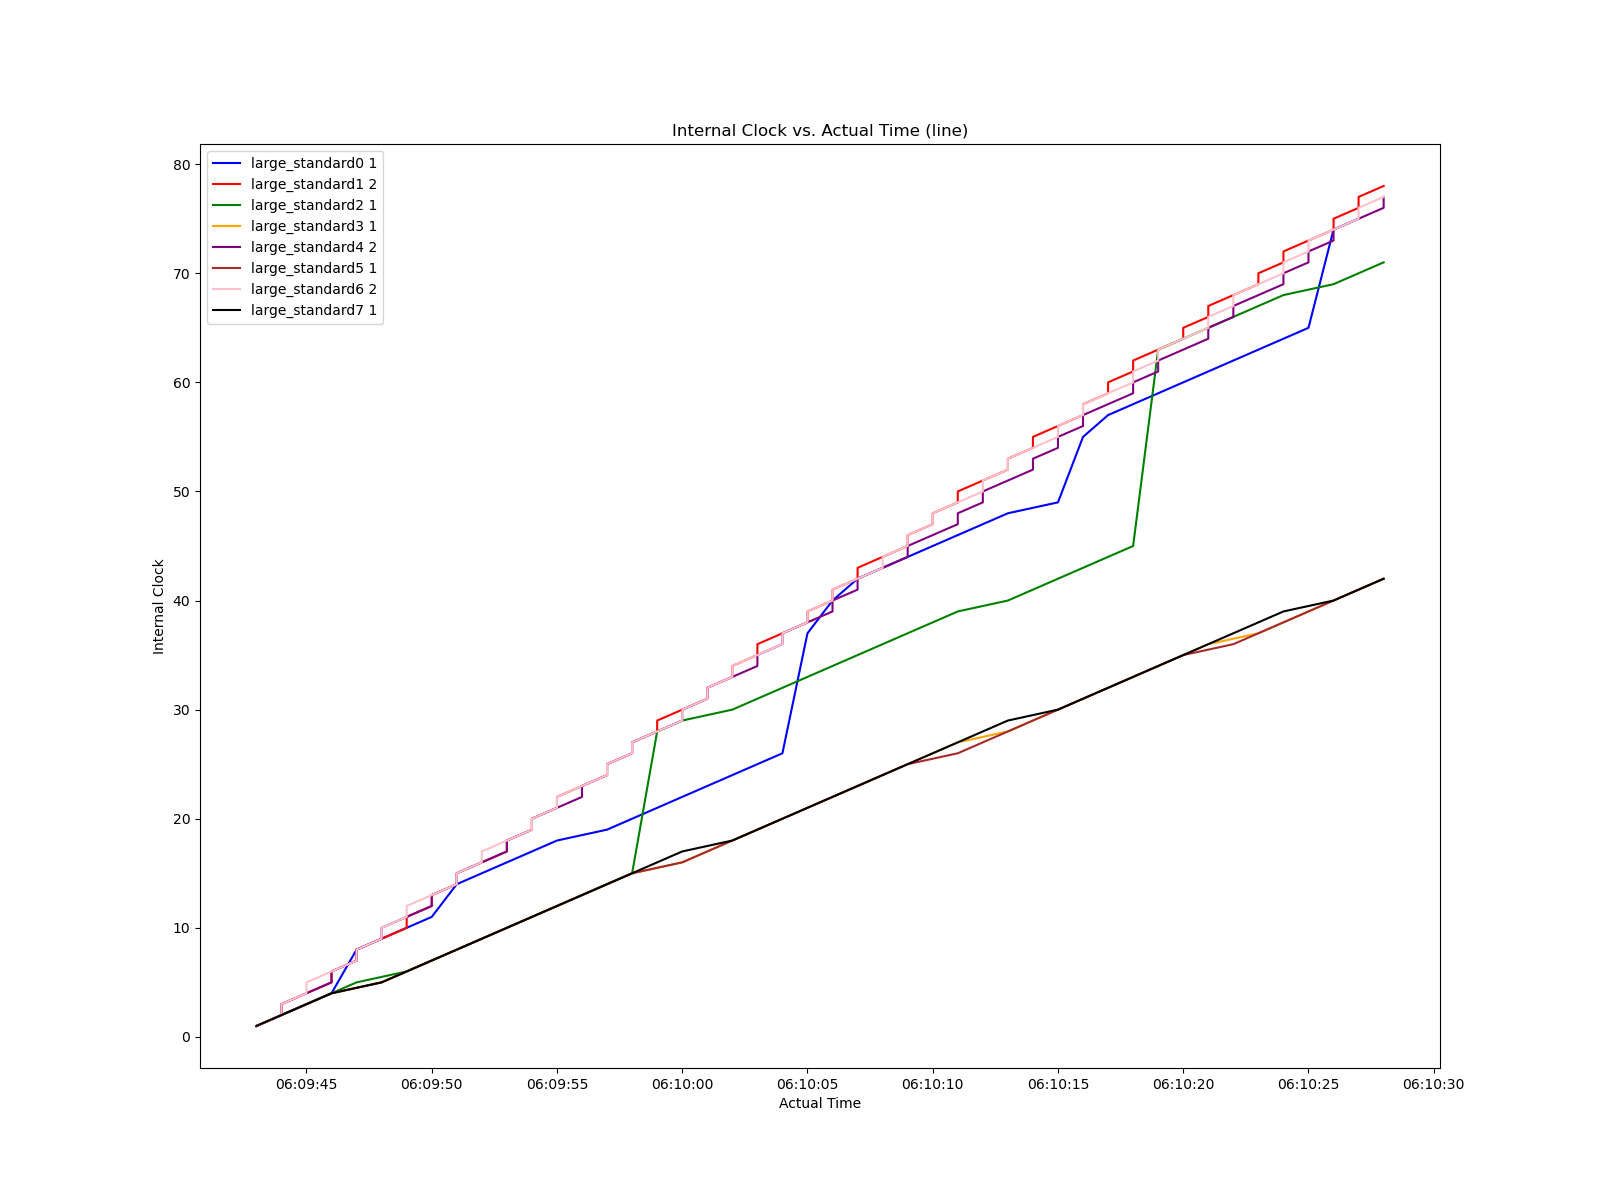 Internal Clock vs. Actual Time (line)
large_standard0 1
large_standard1 2
large_standard2 1
large_standard3 1
large_standard4 2
large_standard5 1
large_standard6 2
large_standard7 1
80
70
60
50
40
30
20
10
0
Internal Clock
06:09:45 06:09:50 06:09:55 06:10:00 06:10:05 06:10:10 06:10:15 06:10:20 06:10:25 06:10:30
Actual Time